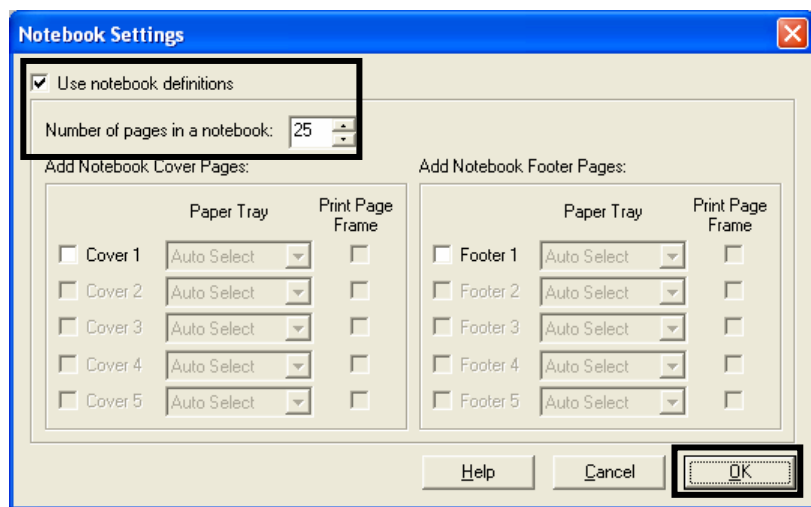 Notebook Settings
Use notebook definitions
Number of pages in a notebook: 25
Add Notebook Cover Pages:
Paper Tray
Print Page
Frame
Cover 1 Auto Select
Cover 2 Auto Select
Cover 3 Auto Select
Cover 4 Auto Select
Cover 5 Auto Select
Add Notebook Footer Pages:
Paper Tray
Print Page
Frame
Footer 1 Auto Select
Footer 2 Auto Select
Footer 3 Auto Select
Footer 4 Auto Select
Footer 5 Auto Select
Help Cancel OK